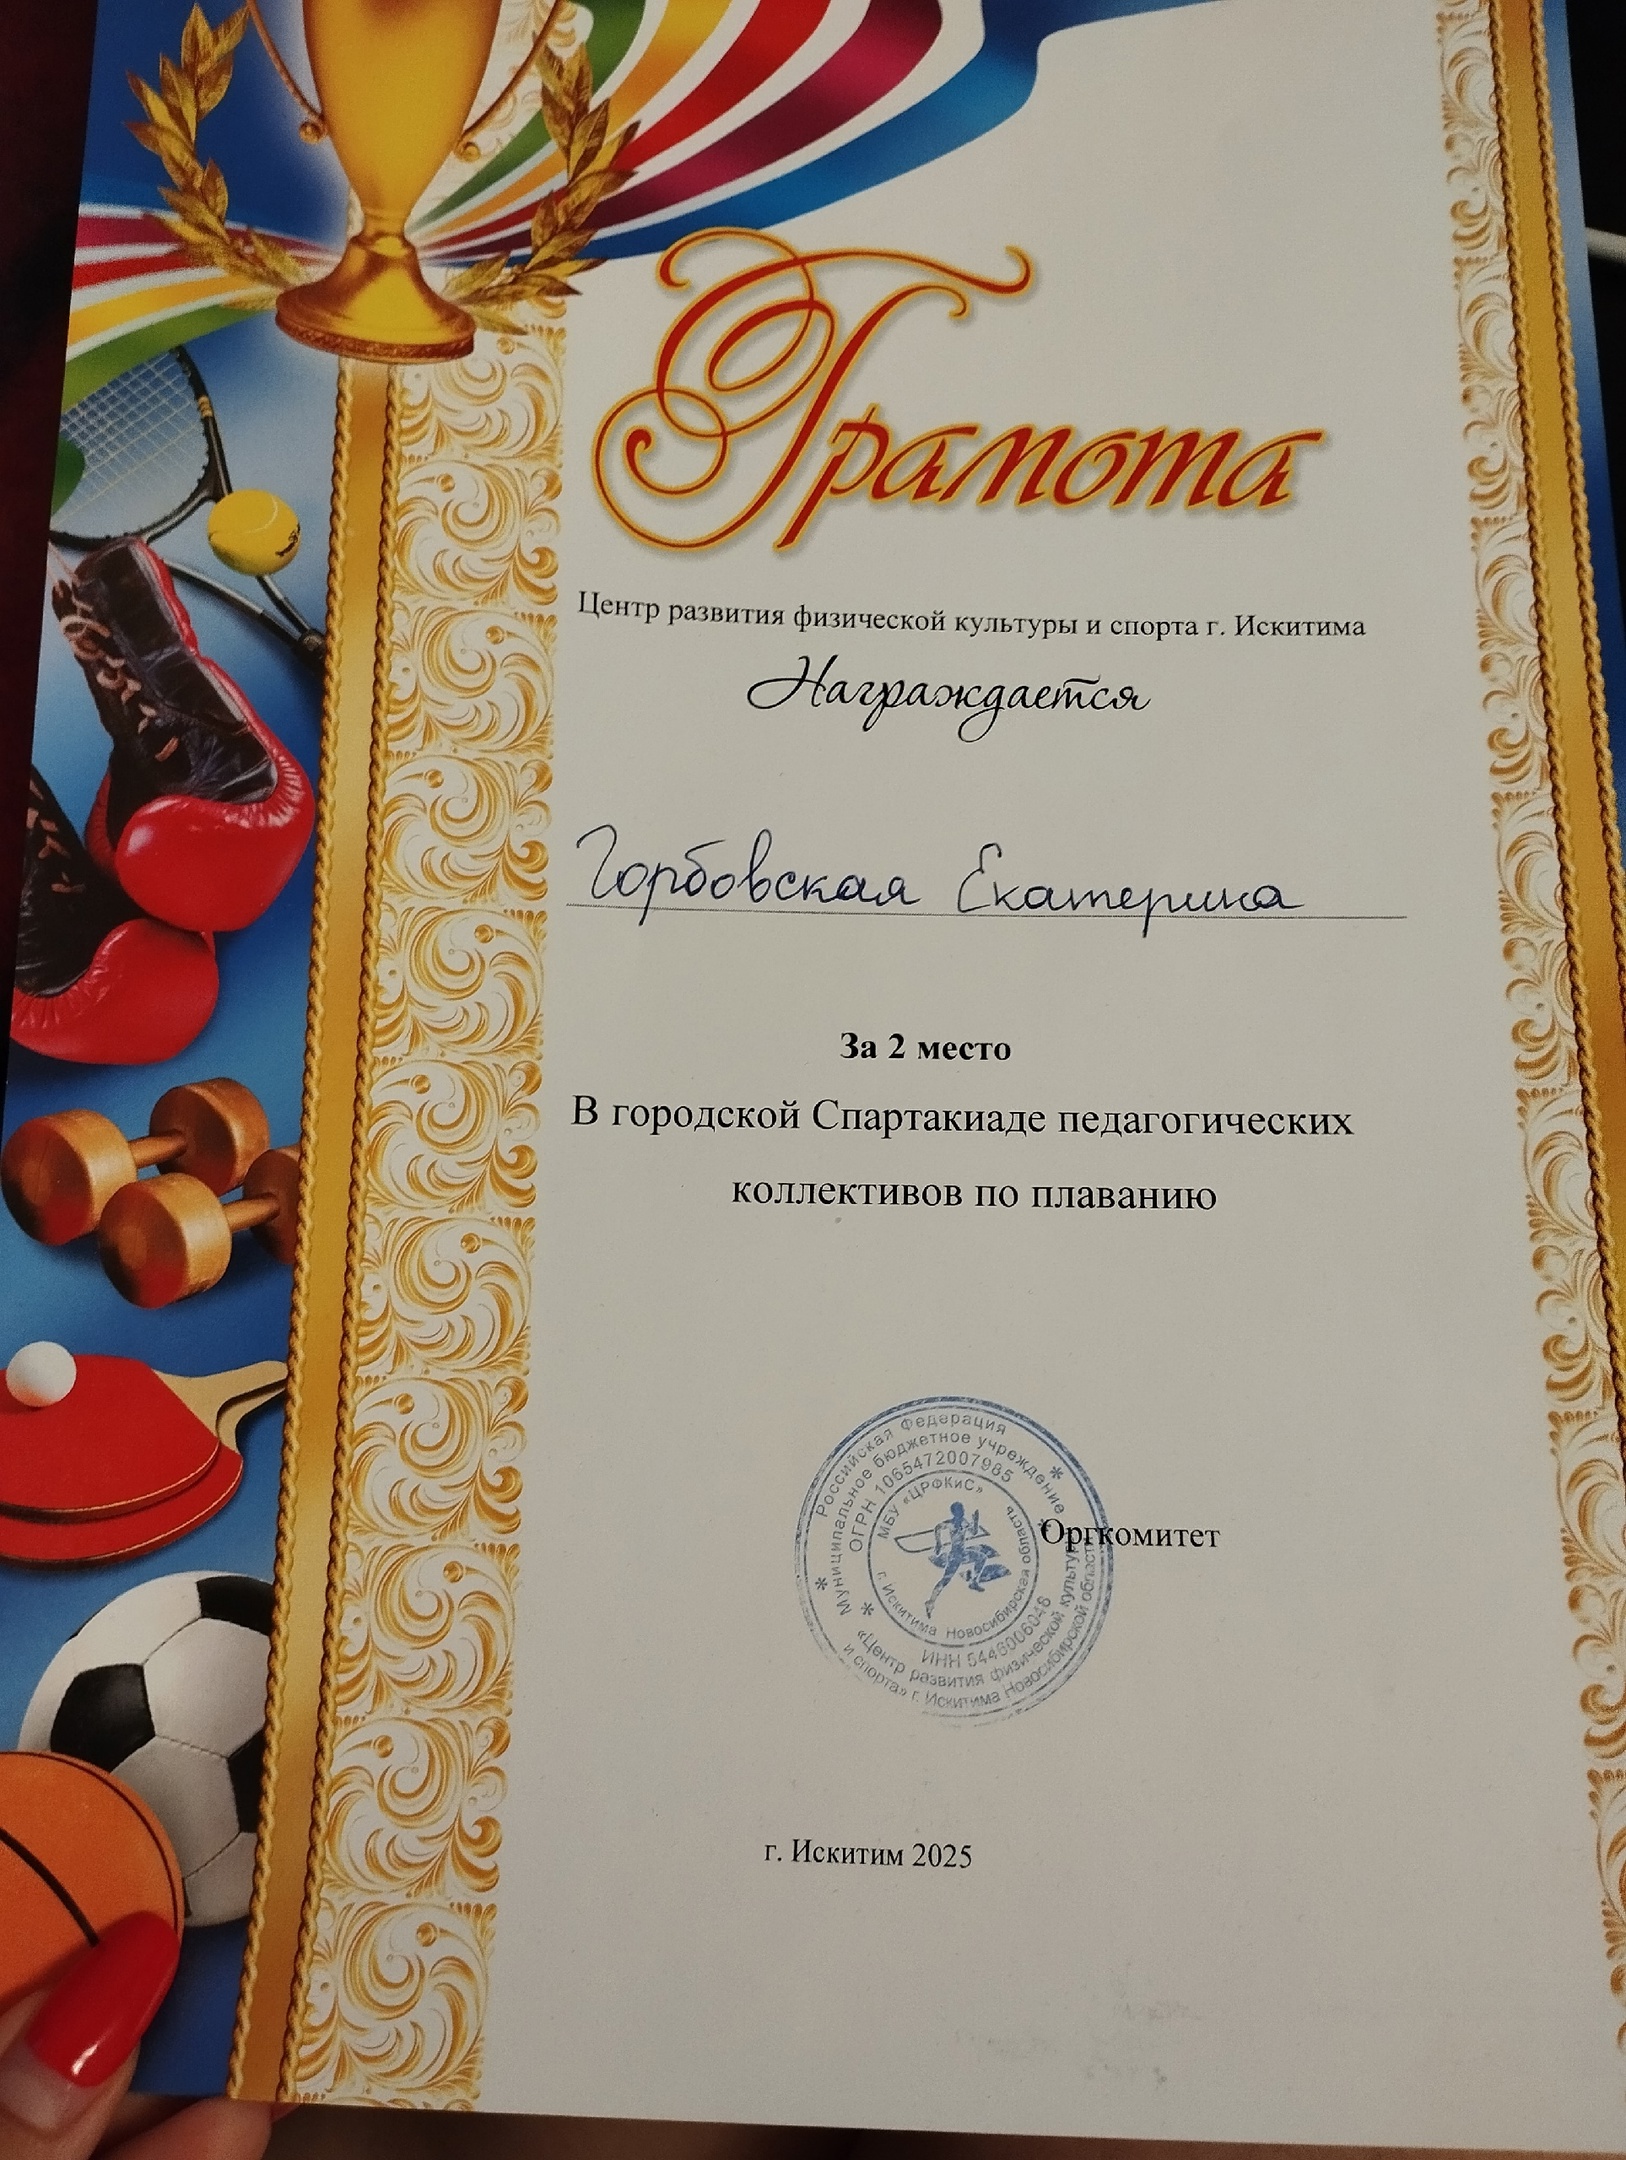 Грамота
Центр развития физической культуры и спорта г. Искитима
Награждается
Горбовская Екатерина
За 2 место
В городской Спартакиаде педагогических
коллективов по плаванию
Российская Федерация
Муниципальное бюджетное учреждение
ОГРН 1065472007985
МБУ «ЦРФКиС»
г. Искитима Новосибирская область
ИНН 5446006046
«Центр развития физической культуры
и спорта» г. Искитима Новосибирской области
Оргкомитет
г. Искитим 2025